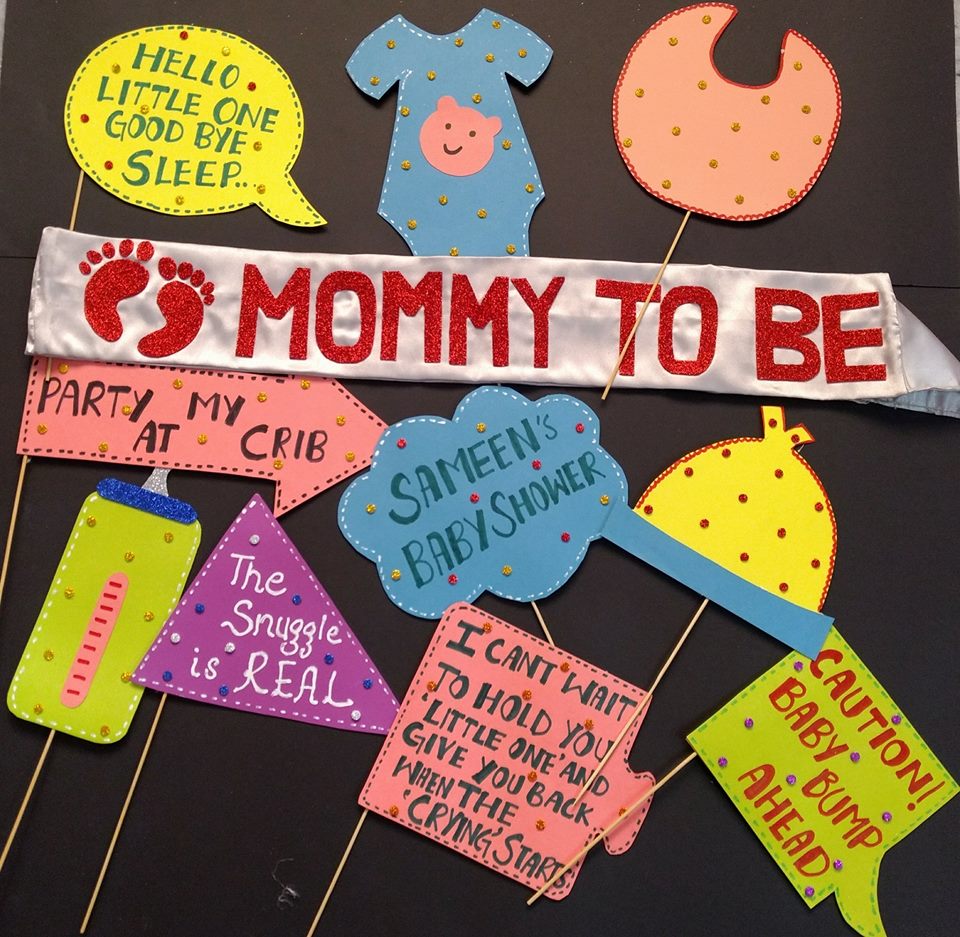 HELLO
LITTLE ONE
GOOD BYE
SLEEP..
MOMMY TO BE
PARTY MY
AT CRIB
SAMEEN'S
BABY SHOWER
The
Snuggle
is REAL
I CANT WAIT
TO HOLD YOU
'LITTLE ONE' AND
GIVE YOU BACK
WHEN THE
'CRYING' STARTS
CAUTION!
BABY BUMP
AHEAD